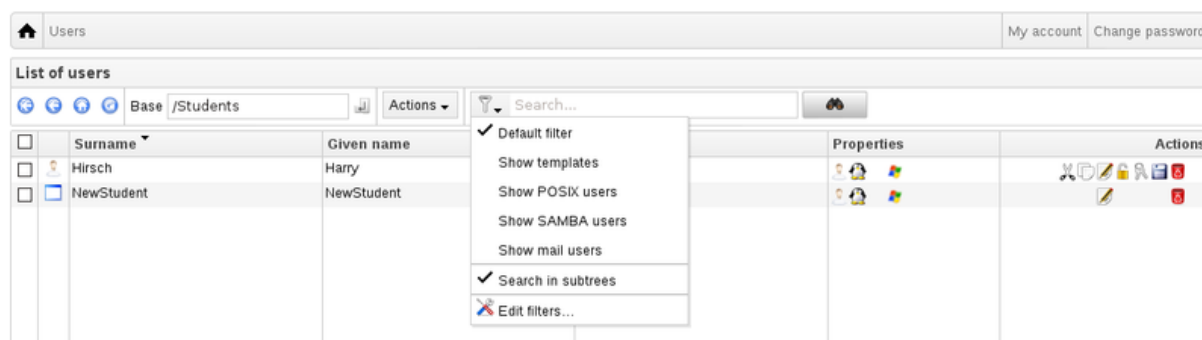 Users My account Change password
List of users
Base /Students Actions Search...
Surname Given name Properties Actions
Default filter
Hirsch Harry
Show templates
NewStudent NewStudent
Show POSIX users
Show SAMBA users
Show mail users
Search in subtrees
Edit filters...